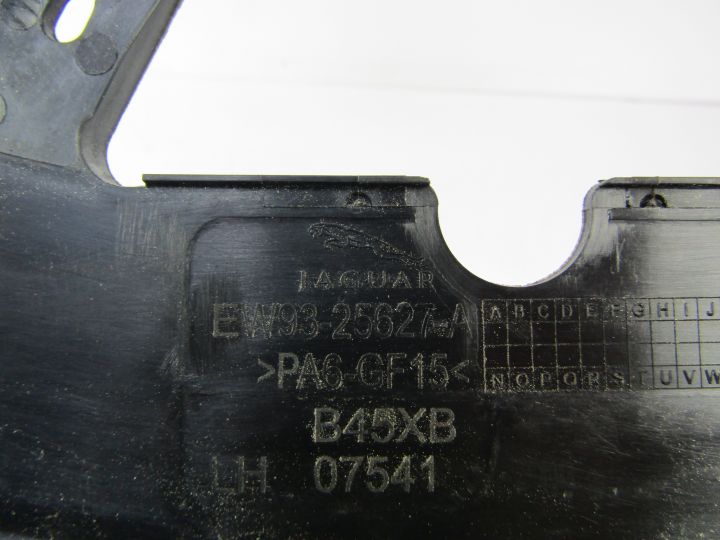 JAGUAR
EW93-25627-A
>PA6-GF15<
B45XB
LH 07541
A B C D E F G H I J
N O P Q R S T U V W